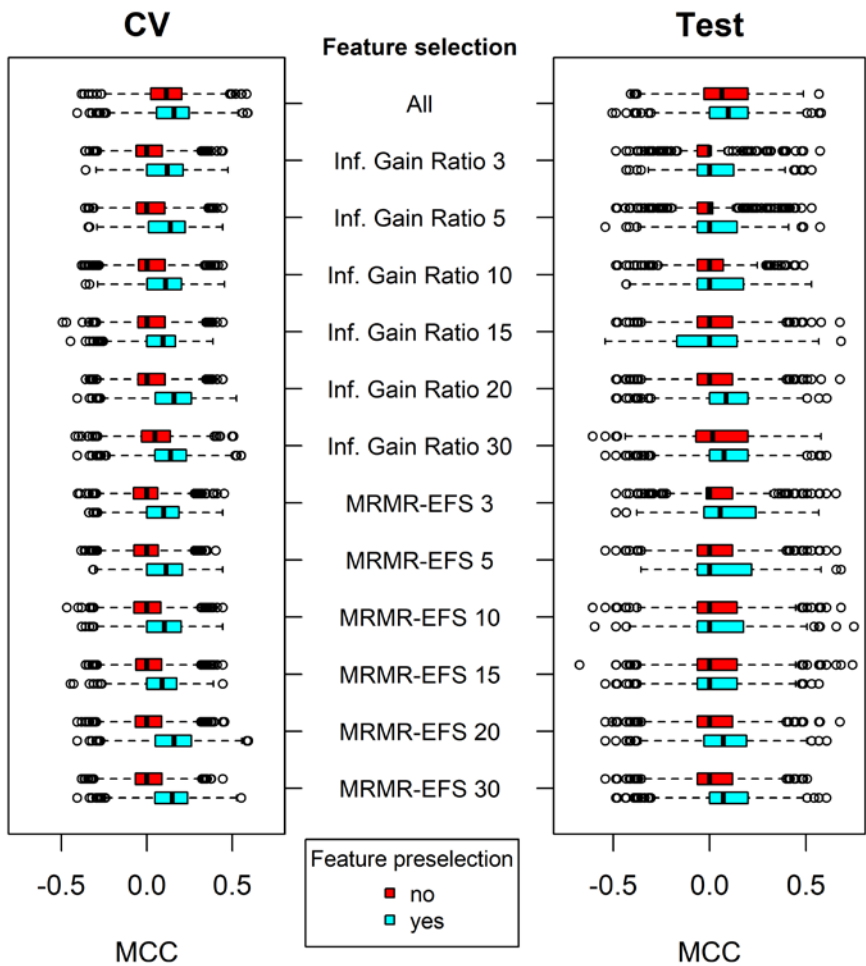 CV
Feature selection
Test
All
Inf. Gain Ratio 3
Inf. Gain Ratio 5
Inf. Gain Ratio 10
Inf. Gain Ratio 15
Inf. Gain Ratio 20
Inf. Gain Ratio 30
MRMR-EFS 3
MRMR-EFS 5
MRMR-EFS 10
MRMR-EFS 15
MRMR-EFS 20
MRMR-EFS 30
Feature preselection
no
yes
-0.5 0.0 0.5
MCC
-0.5 0.0 0.5
MCC